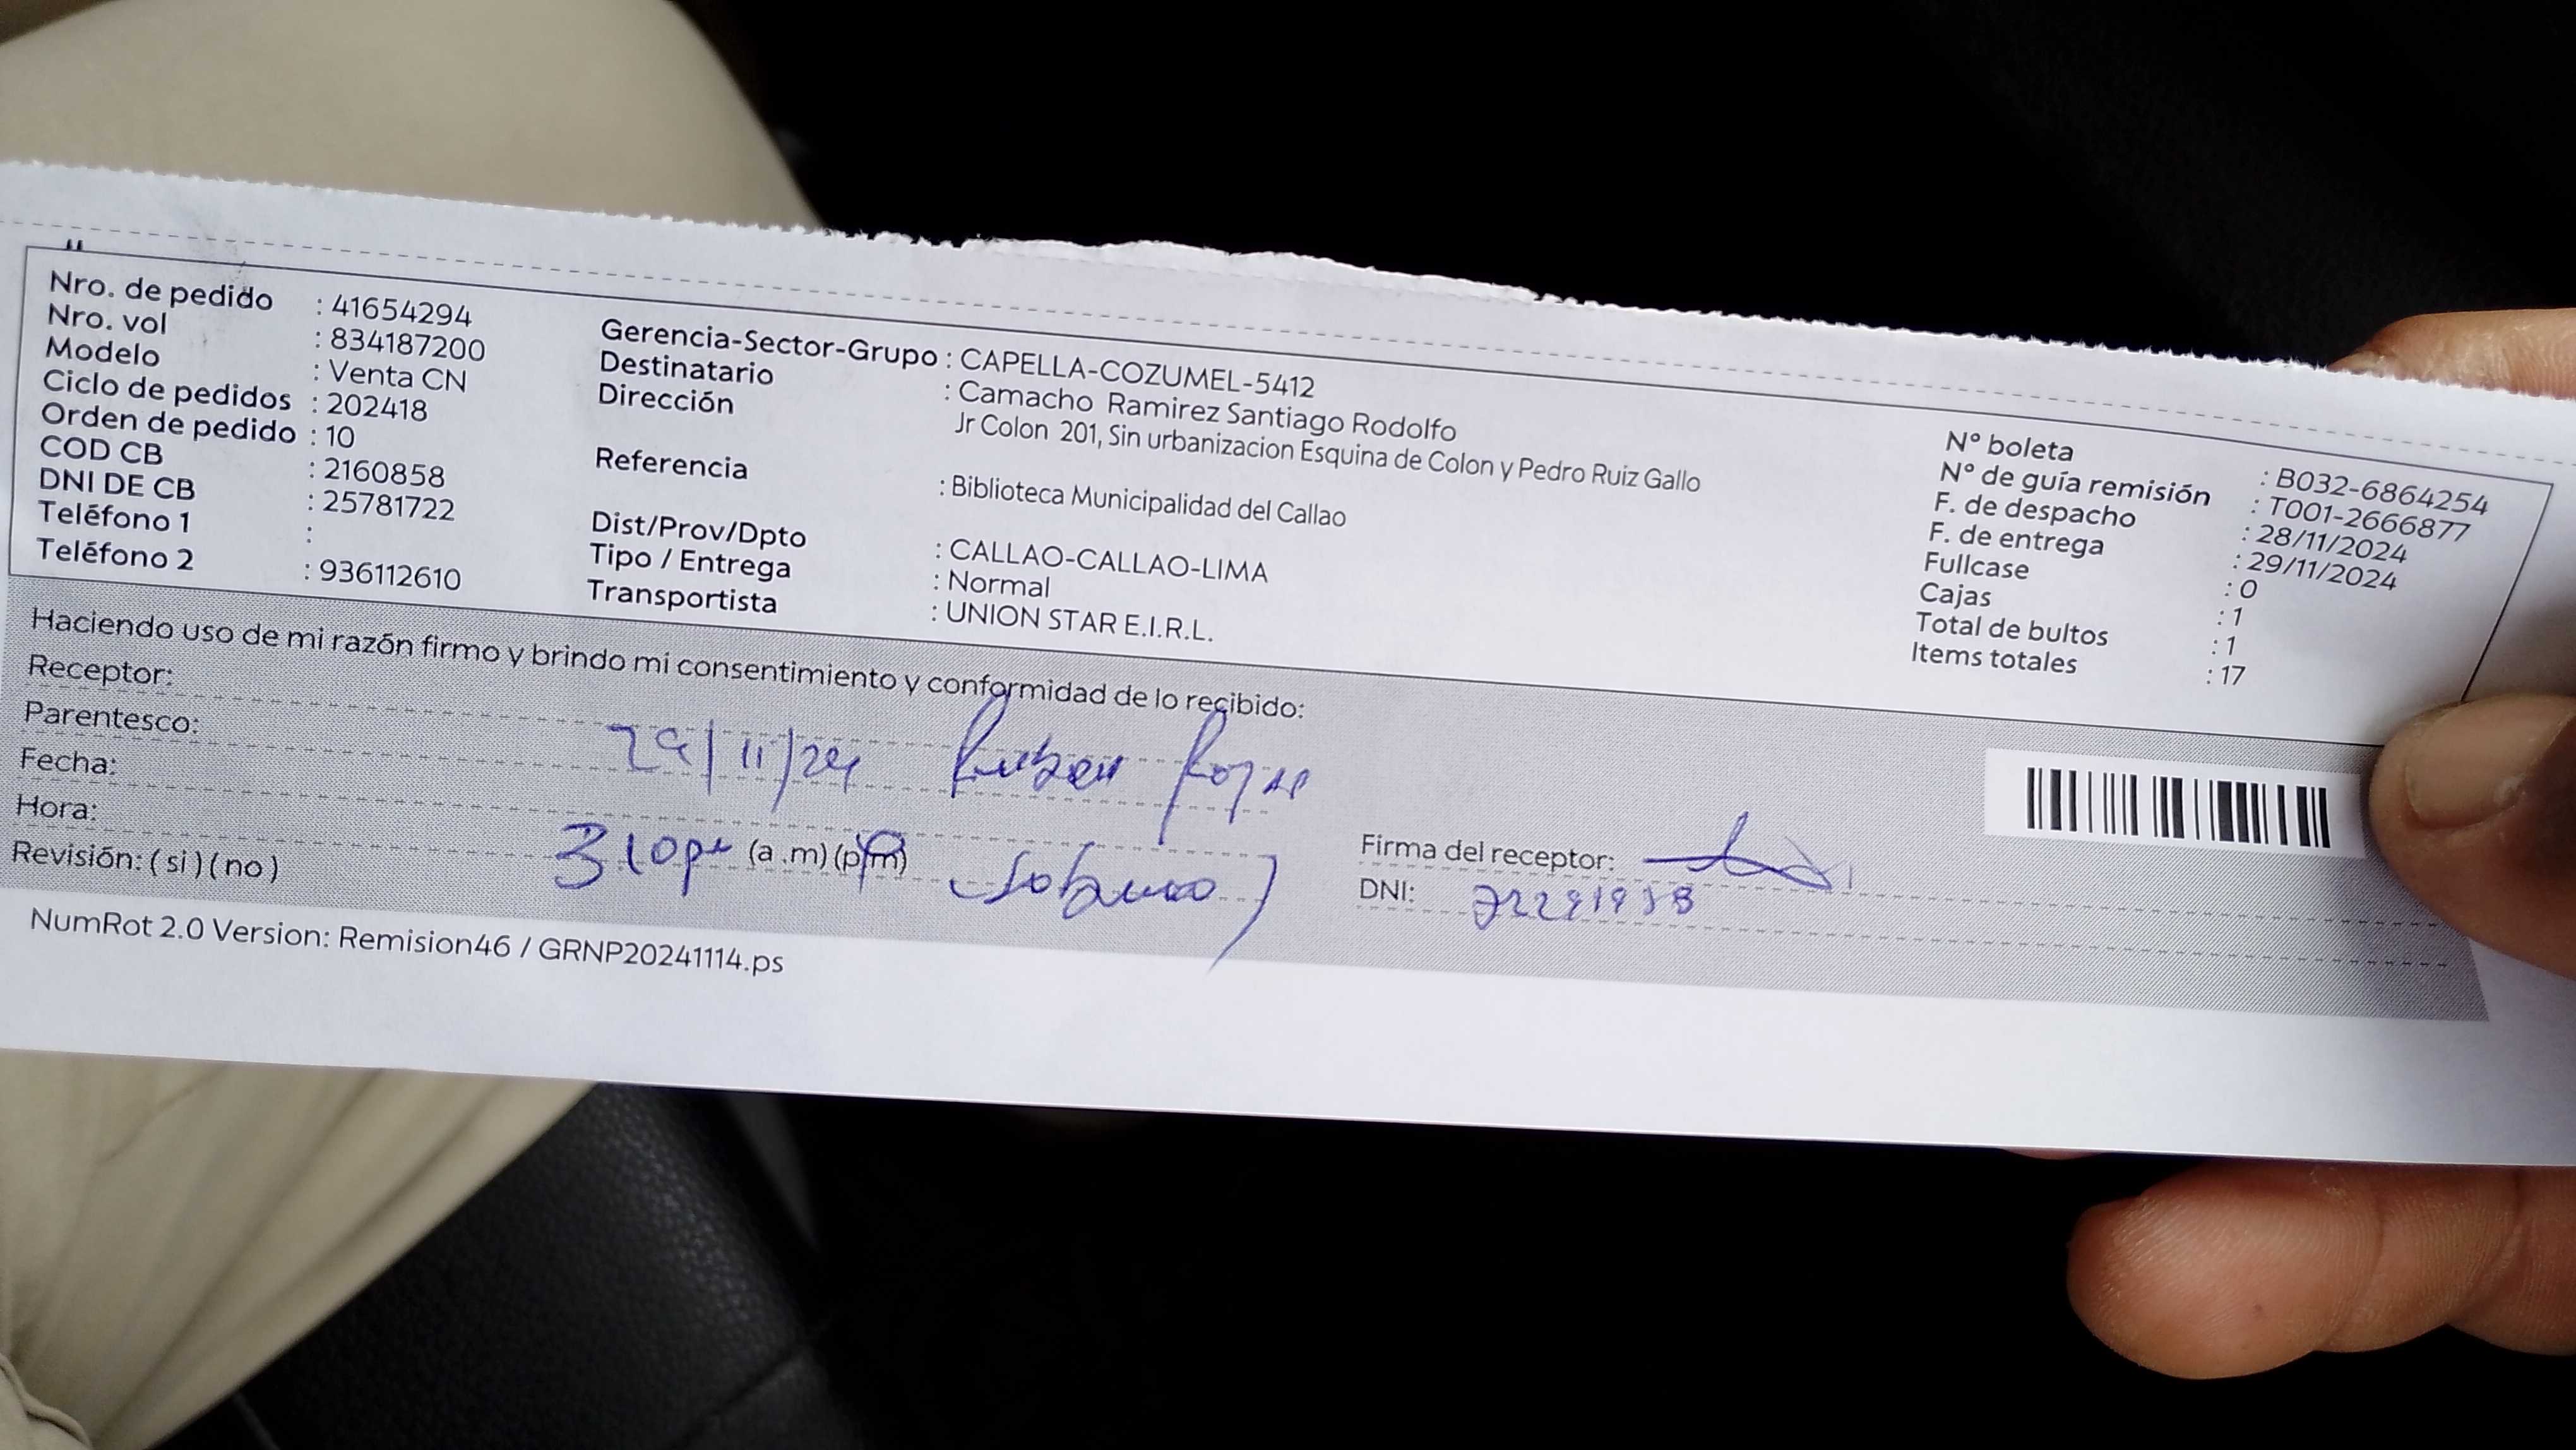 Nro. de pedido : 41654294
Nro. vol : 834187200
Modelo : Venta CN
Ciclo de pedidos : 202418
Orden de pedido : 10
COD CB : 2160858
DNI DE CB : 25781722
Teléfono 1 :
Teléfono 2 : 936112610
Gerencia-Sector-Grupo : CAPELLA-COZUMEL-5412
Destinatario : Camacho Ramirez Santiago Rodolfo
Dirección Jr Colon 201, Sin urbanizacion Esquina de Colon y Pedro Ruiz Gallo
Referencia : Biblioteca Municipalidad del Callao
Dist/Prov/Dpto : CALLAO-CALLAO-LIMA
Tipo / Entrega : Normal
Transportista : UNION STAR E.I.R.L.
N° boleta : B032-6864254
N° de guía remisión : T001-2666877
F. de despacho : 28/11/2024
F. de entrega : 29/11/2024
Fullcase : 0
Cajas : 1
Total de bultos : 1
Items totales : 17
Haciendo uso de mi razón firmo y brindo mi consentimiento y conformidad de lo recibido:
Receptor:
Parentesco:
Fecha: 29/11/24 Ruben Rojas
Hora: 310 pm (a .m) (p.m)
Revisión: ( si ) ( no )
Firma del receptor:
DNI:
NumRot 2.0 Version: Remision46 / GRNP20241114.ps